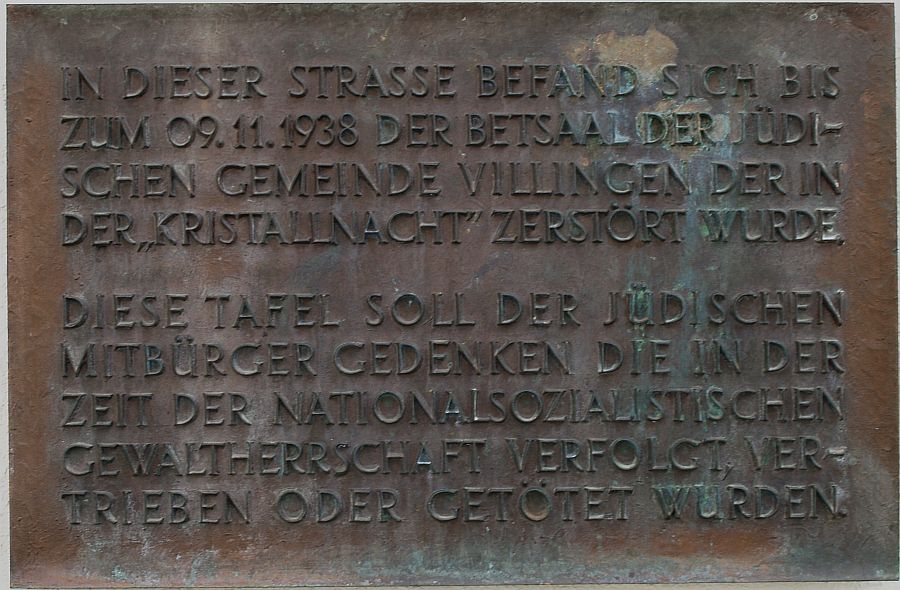 IN DIESER STRASSE BEFAND SICH BIS
ZUM 09.11.1938 DER BETSAAL DER JÜDI-
SCHEN GEMEINDE VILLINGEN DER IN
DER „KRISTALLNACHT" ZERSTÖRT WURDE.
DIESE TAFEL SOLL DER JÜDISCHEN
MITBÜRGER GEDENKEN DIE IN DER
ZEIT DER NATIONALSOZIALISTISCHEN
GEWALTHERRSCHAFT VERFOLGT, VER-
TRIEBEN ODER GETÖTET WURDEN.